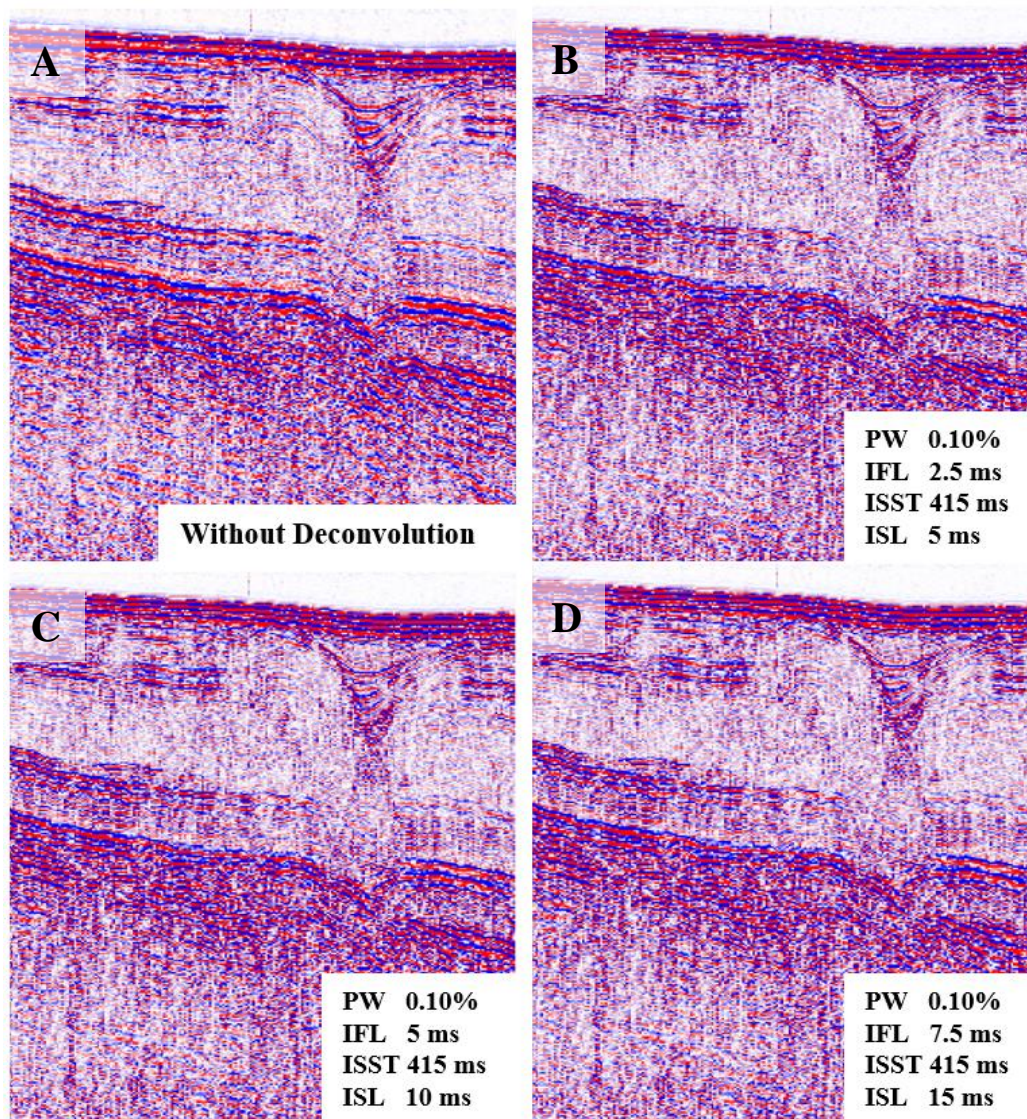 A
Without Deconvolution
B
PW 0.10%
IFL 2.5 ms
ISST 415 ms
ISL 5 ms
C
PW 0.10%
IFL 5 ms
ISST 415 ms
ISL 10 ms
D
PW 0.10%
IFL 7.5 ms
ISST 415 ms
ISL 15 ms